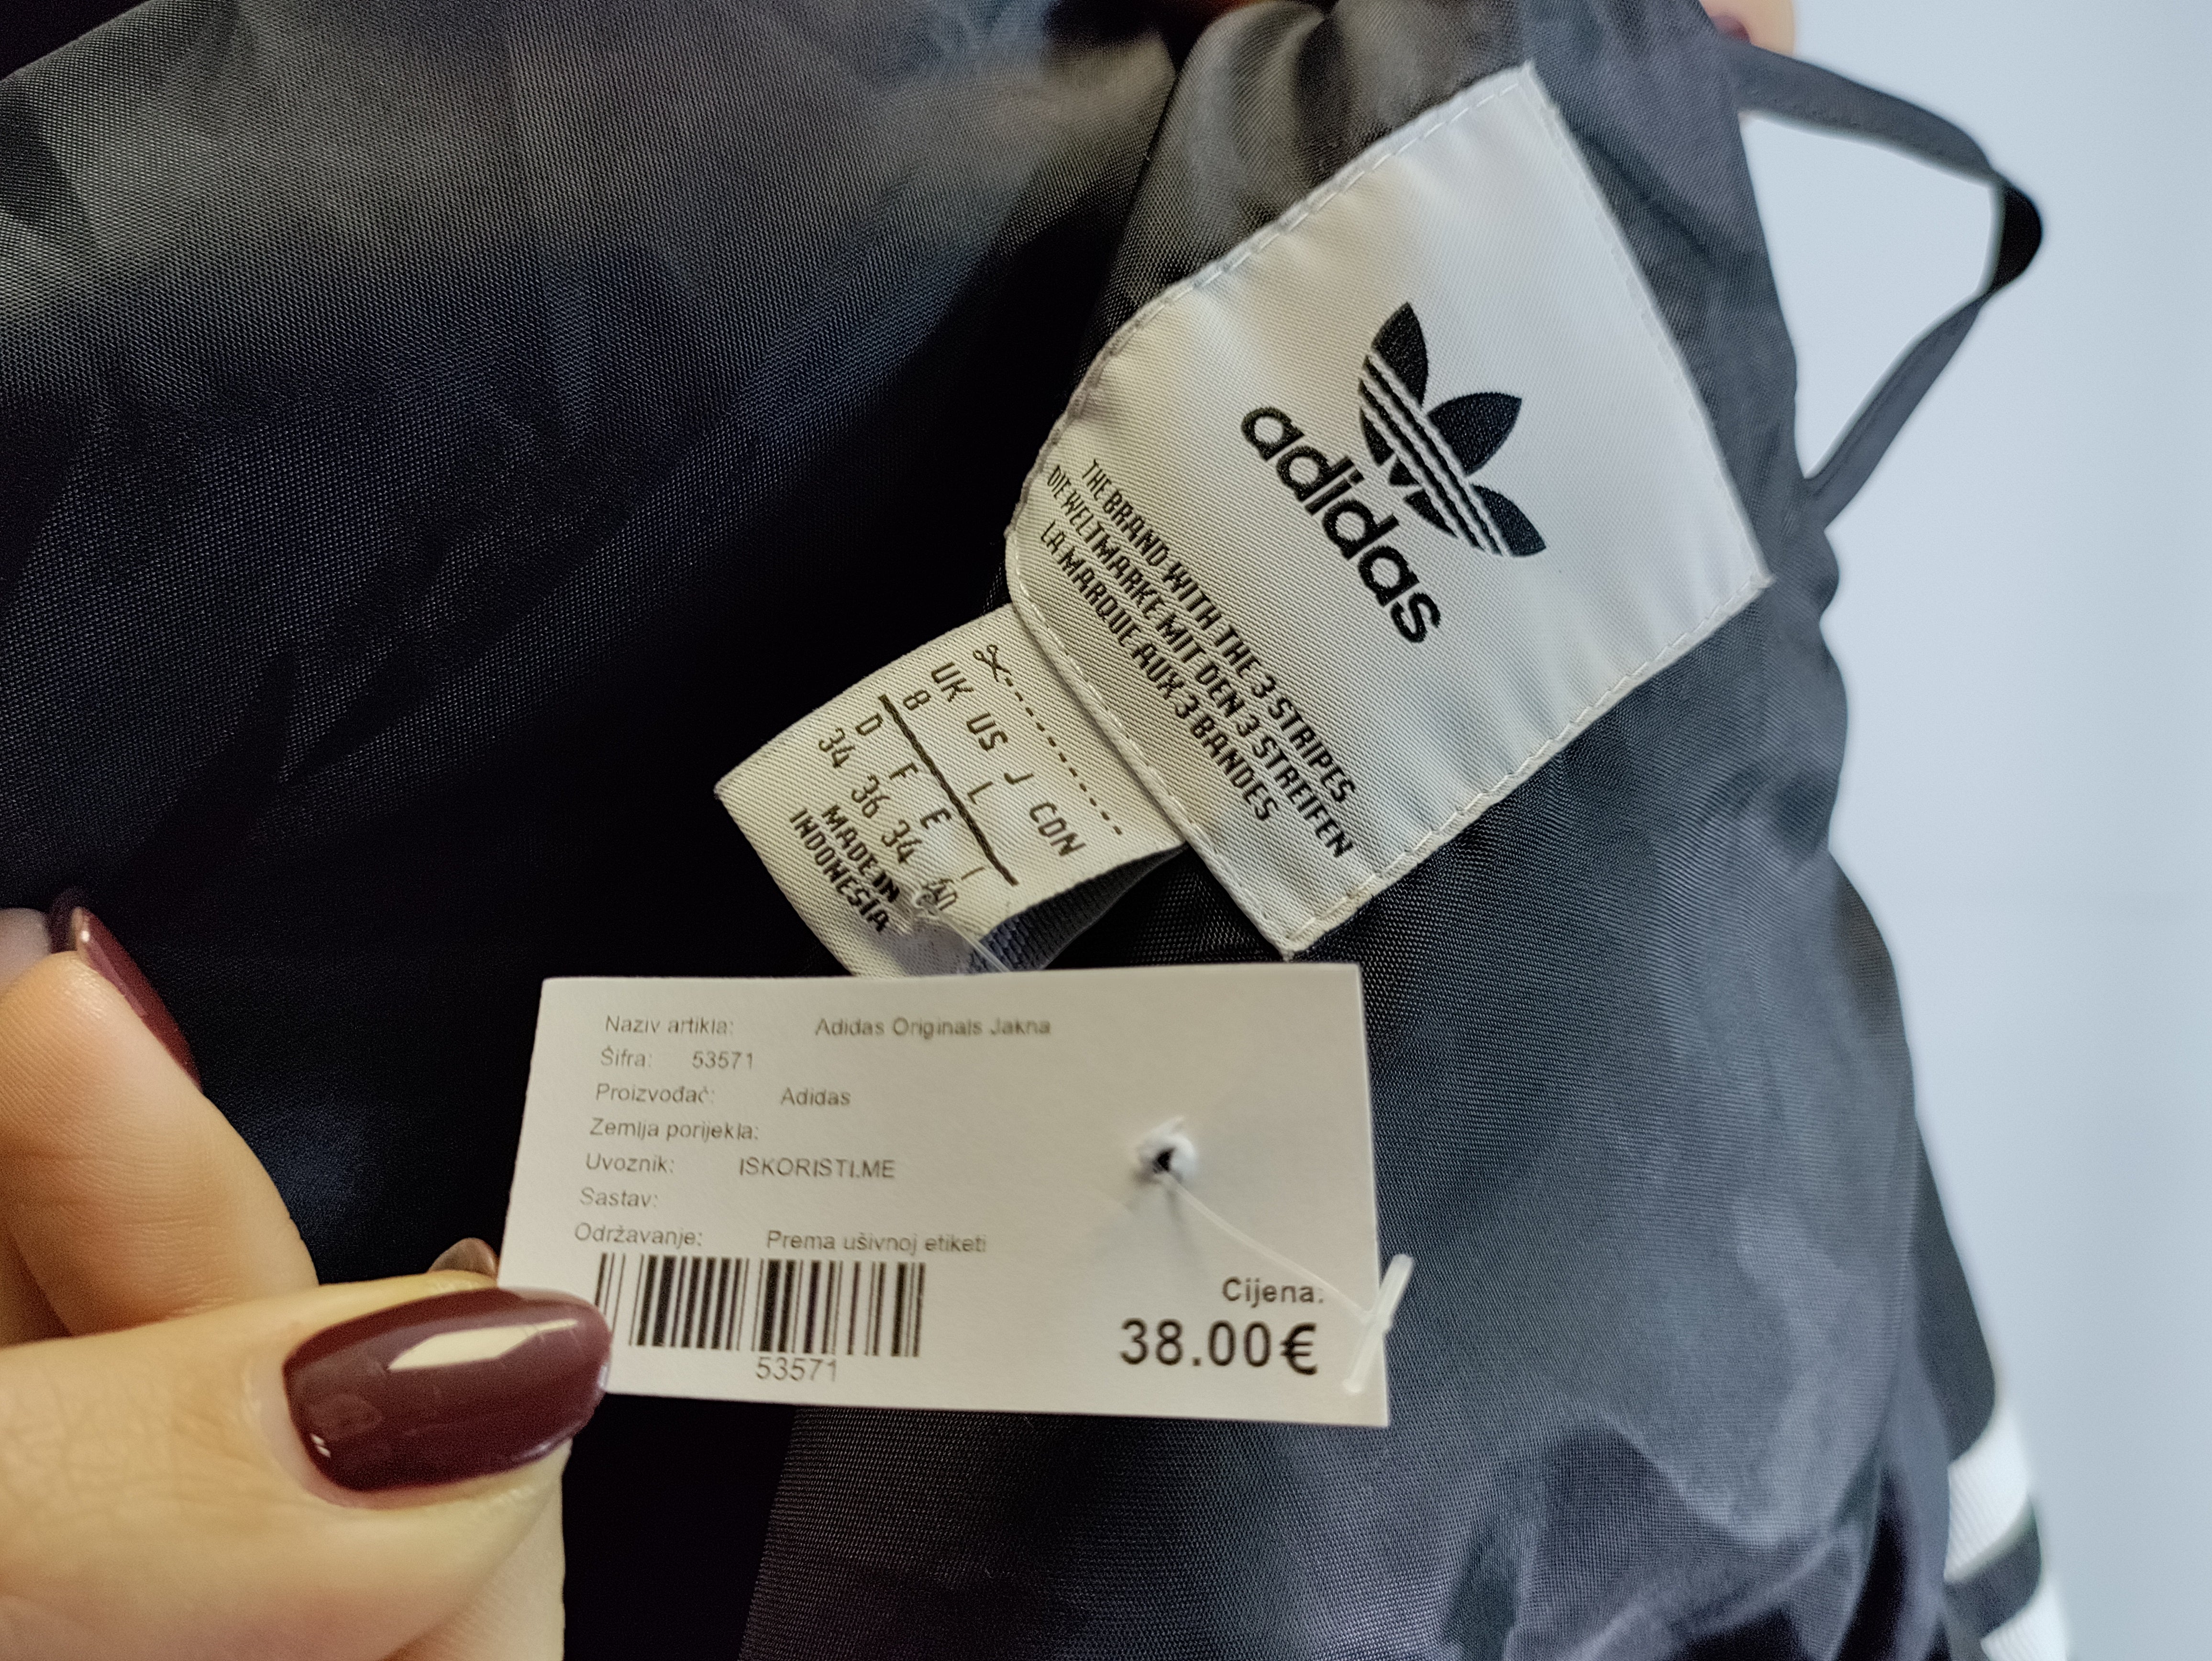 adidas
THE BRAND WITH THE 3 STRIPES
DIE WELTMARKE MIT DEN 3 STREIFEN
LA MARQUE AUX 3 BANDES
UK US J CDN
8 L
D F E I
34 36 34 40
MADE IN
INDONESIA
Naziv artikla: Adidas Originals Jakna
Šifra: 53571
Proizvođač: Adidas
Zemlja porijekla:
Uvoznik: ISKORISTI.ME
Sastav:
Održavanje: Prema ušivnoj etiketi
53571
Cijena:
38.00€